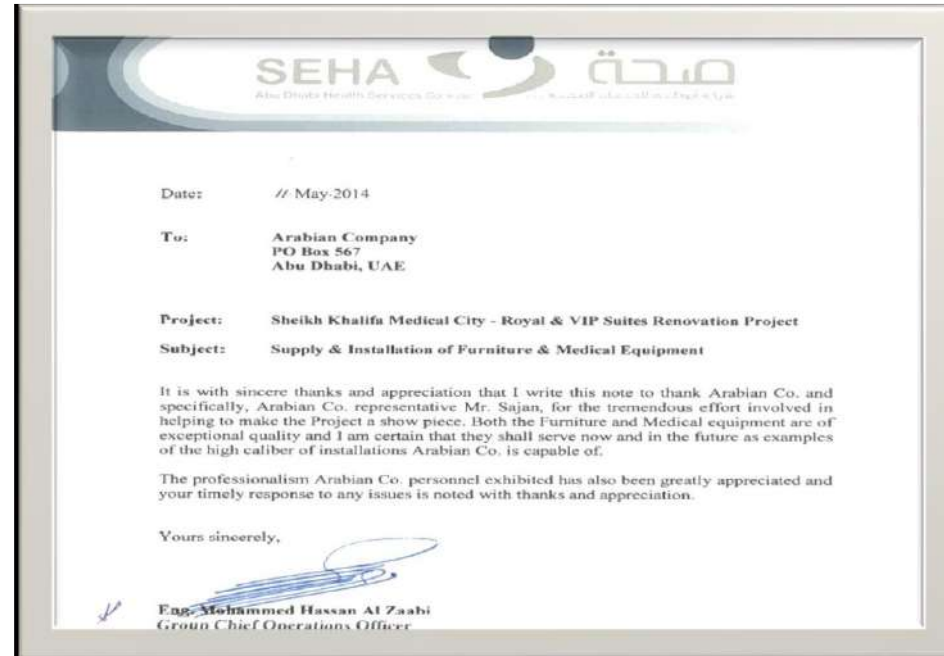 SEHA صحة
Abu Dhabi Health Services Co.
Date: 11 May 2014
To: Arabian Company
PO Box 567
Abu Dhabi, UAE
Project: Sheikh Khalifa Medical City - Royal & VIP Suites Renovation Project
Subject: Supply & Installation of Furniture & Medical Equipment
It is with sincere thanks and appreciation that I write this note to thank Arabian Co. and
specifically, Arabian Co. representative Mr. Sajan, for the tremendous effort involved in
helping to make the Project a show piece. Both the Furniture and Medical equipment are of
exceptional quality and I am certain that they shall serve now and in the future as examples
of the high caliber of installations Arabian Co. is capable of.
The professionalism Arabian Co. personnel exhibited has also been greatly appreciated and
your timely response to any issues is noted with thanks and appreciation.
Yours sincerely,
Eng. Mohammed Hassan Al Zaabi
Group Chief Operations Officer